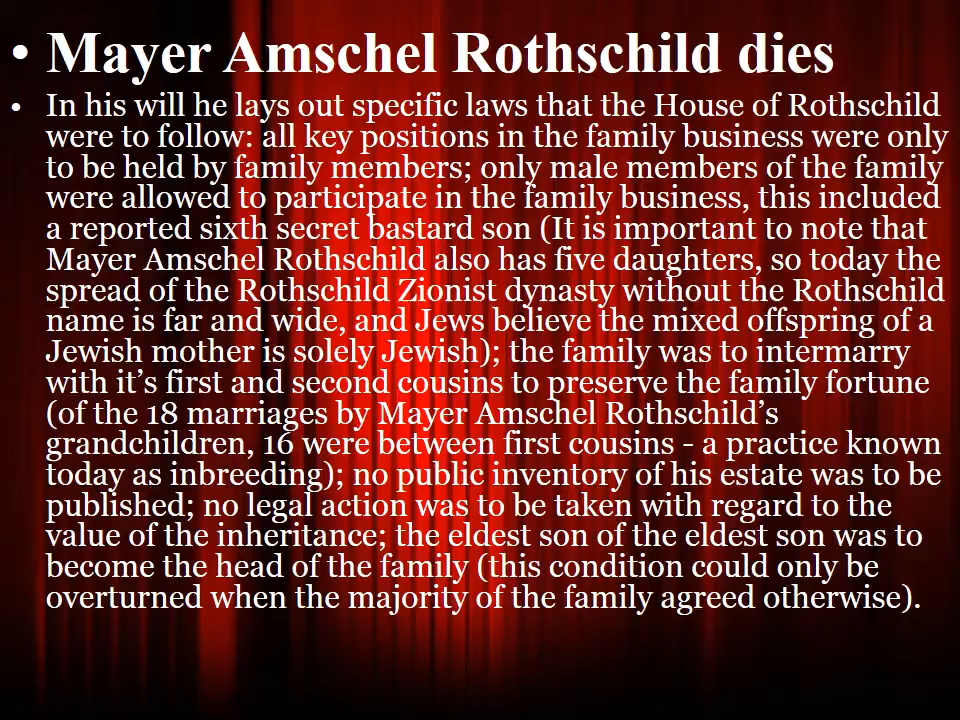 • Mayer Amschel Rothschild dies
• In his will he lays out specific laws that the House of Rothschild
were to follow: all key positions in the family business were only
to be held by family members; only male members of the family
were allowed to participate in the family business, this included
a reported sixth secret bastard son (It is important to note that
Mayer Amschel Rothschild also has five daughters, so today the
spread of the Rothschild Zionist dynasty without the Rothschild
name is far and wide, and Jews believe the mixed offspring of a
Jewish mother is solely Jewish); the family was to intermarry
with it’s first and second cousins to preserve the family fortune
(of the 18 marriages by Mayer Amschel Rothschild’s
grandchildren, 16 were between first cousins - a practice known
today as inbreeding); no public inventory of his estate was to be
published; no legal action was to be taken with regard to the
value of the inheritance; the eldest son of the eldest son was to
become the head of the family (this condition could only be
overturned when the majority of the family agreed otherwise).